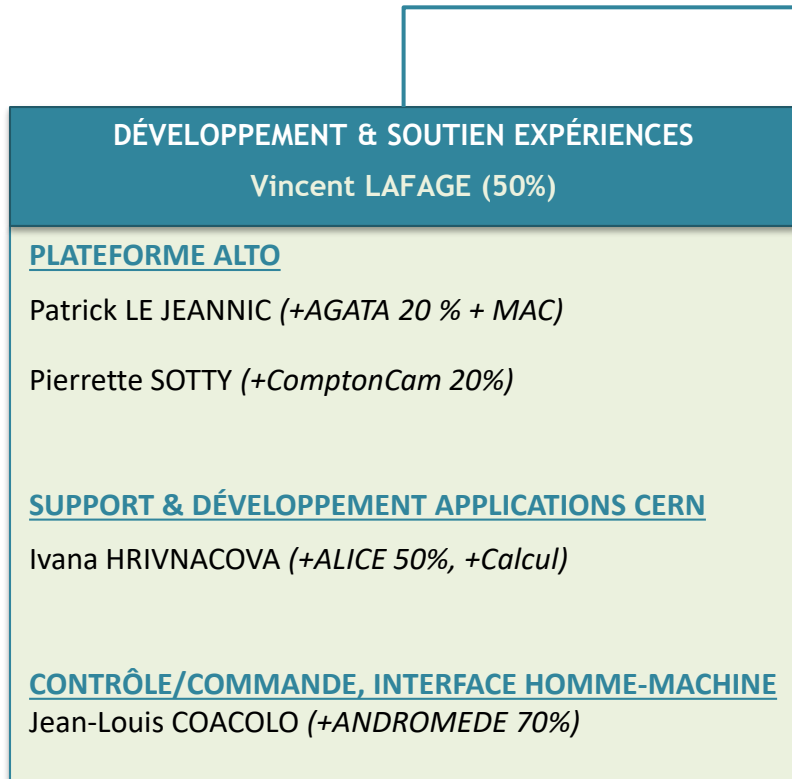 DÉVELOPPEMENT & SOUTIEN EXPÉRIENCES
Vincent LAFAGE (50%)
PLATEFORME ALTO
Patrick LE JEANNIC (+AGATA 20 % + MAC)
Pierrette SOTTY (+ComptonCam 20%)
SUPPORT & DÉVELOPPEMENT APPLICATIONS CERN
Ivana HRIVNACOVA (+ALICE 50%, +Calcul)
CONTRÔLE/COMMANDE, INTERFACE HOMME-MACHINE
Jean-Louis COACOLO (+ANDROMEDE 70%)